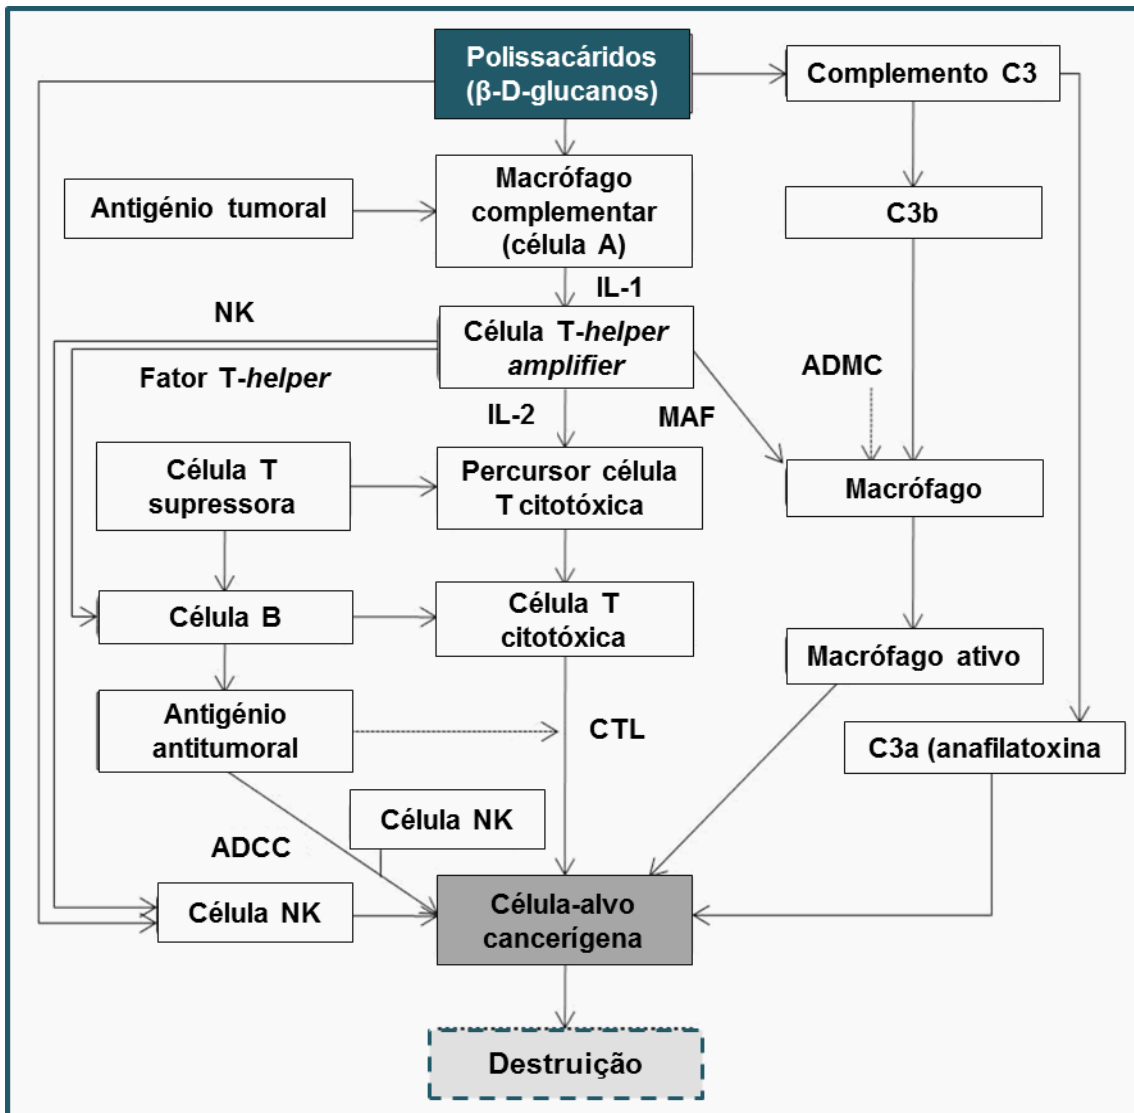 Polissacáridos
(β-D-glucanos)
Complemento C3
Antigénio tumoral
Macrófago
complementar
(célula A)
C3b
IL-1
NK
Célula T-helper
amplifier
ADMC
Fator T-helper
IL-2
MAF
Célula T
supressora
Percursor célula
T citotóxica
Macrófago
Célula B
Célula T
citotóxica
Macrófago ativo
Antigénio
antitumoral
CTL
C3a (anafilatoxina
Célula NK
ADCC
Célula NK
Célula-alvo
cancerígena
Destruição